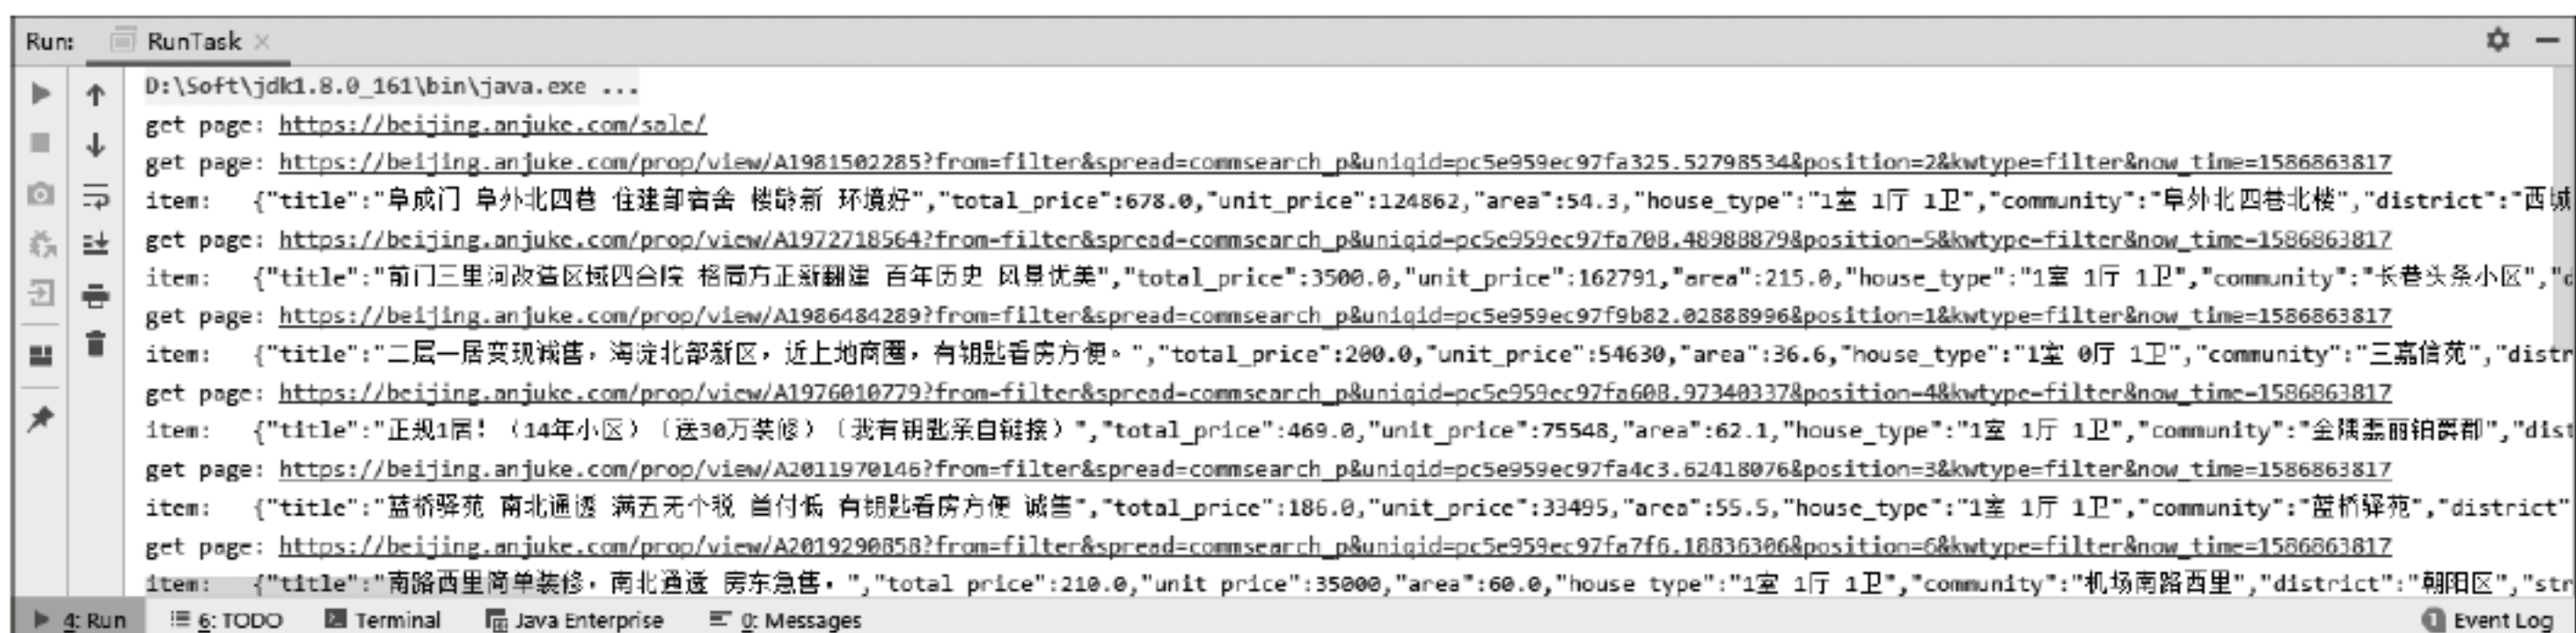 Run: RunTask
D:\Soft\jdk1.8.0_161\bin\java.exe ...
get page: https://beijing.anjuke.com/sale/
get page: https://beijing.anjuke.com/prop/view/A1981502285?from=filter&spread=commsearch_p&uniqid=pc5e959ec97fa325.52798534&position=2&kwtype=filter&now_time=1586863817
item: {"title":"阜成门 阜外北四巷 住建部宿舍 楼龄新 环境好","total_price":678.0,"unit_price":124862,"area":54.3,"house_type":"1室 1厅 1卫","community":"阜外北四巷北楼","district":"西城
get page: https://beijing.anjuke.com/prop/view/A1972718564?from=filter&spread=commsearch_p&uniqid=pc5e959ec97fa708.48988879&position=5&kwtype=filter&now_time=1586863817
item: {"title":"前门三里河改造区域四合院 格局方正新翻建 百年历史 风景优美","total_price":3500.0,"unit_price":162791,"area":215.0,"house_type":"1室 1厅 1卫","community":"长巷头条小区","d
get page: https://beijing.anjuke.com/prop/view/A1986484289?from=filter&spread=commsearch_p&uniqid=pc5e959ec97f9b82.02888996&position=1&kwtype=filter&now_time=1586863817
item: {"title":"二层一居变现诚售，海淀北部新区，近上地商圈，有钥匙看房方便。","total_price":200.0,"unit_price":54630,"area":36.6,"house_type":"1室 0厅 1卫","community":"三嘉信苑","distr
get page: https://beijing.anjuke.com/prop/view/A1976010779?from=filter&spread=commsearch_p&uniqid=pc5e959ec97fa608.97340337&position=4&kwtype=filter&now_time=1586863817
item: {"title":"正规1居！（14年小区）（送30万装修）（我有钥匙亲自链接）","total_price":469.0,"unit_price":75548,"area":62.1,"house_type":"1室 1厅 1卫","community":"金隅丽铂爵郡","dist
get page: https://beijing.anjuke.com/prop/view/A2011970146?from=filter&spread=commsearch_p&uniqid=pc5e959ec97fa4c3.62418076&position=3&kwtype=filter&now_time=1586863817
item: {"title":"蓝桥驿苑 南北通透 满五无个税 首付低 有钥匙看房方便 诚售","total_price":186.0,"unit_price":33495,"area":55.5,"house_type":"1室 1厅 1卫","community":"蓝桥驿苑","district"
get page: https://beijing.anjuke.com/prop/view/A2019290858?from=filter&spread=commsearch_p&uniqid=pc5e959ec97fa7f6.18836306&position=6&kwtype=filter&now_time=1586863817
item: {"title":"南路西里简单装修，南北通透 房东急售，","total_price":210.0,"unit_price":35000,"area":60.0,"house_type":"1室 1厅 1卫","community":"机场南路西里","district":"朝阳区","str
4: Run 6: TODO Terminal Java Enterprise 0: Messages 1 Event Log